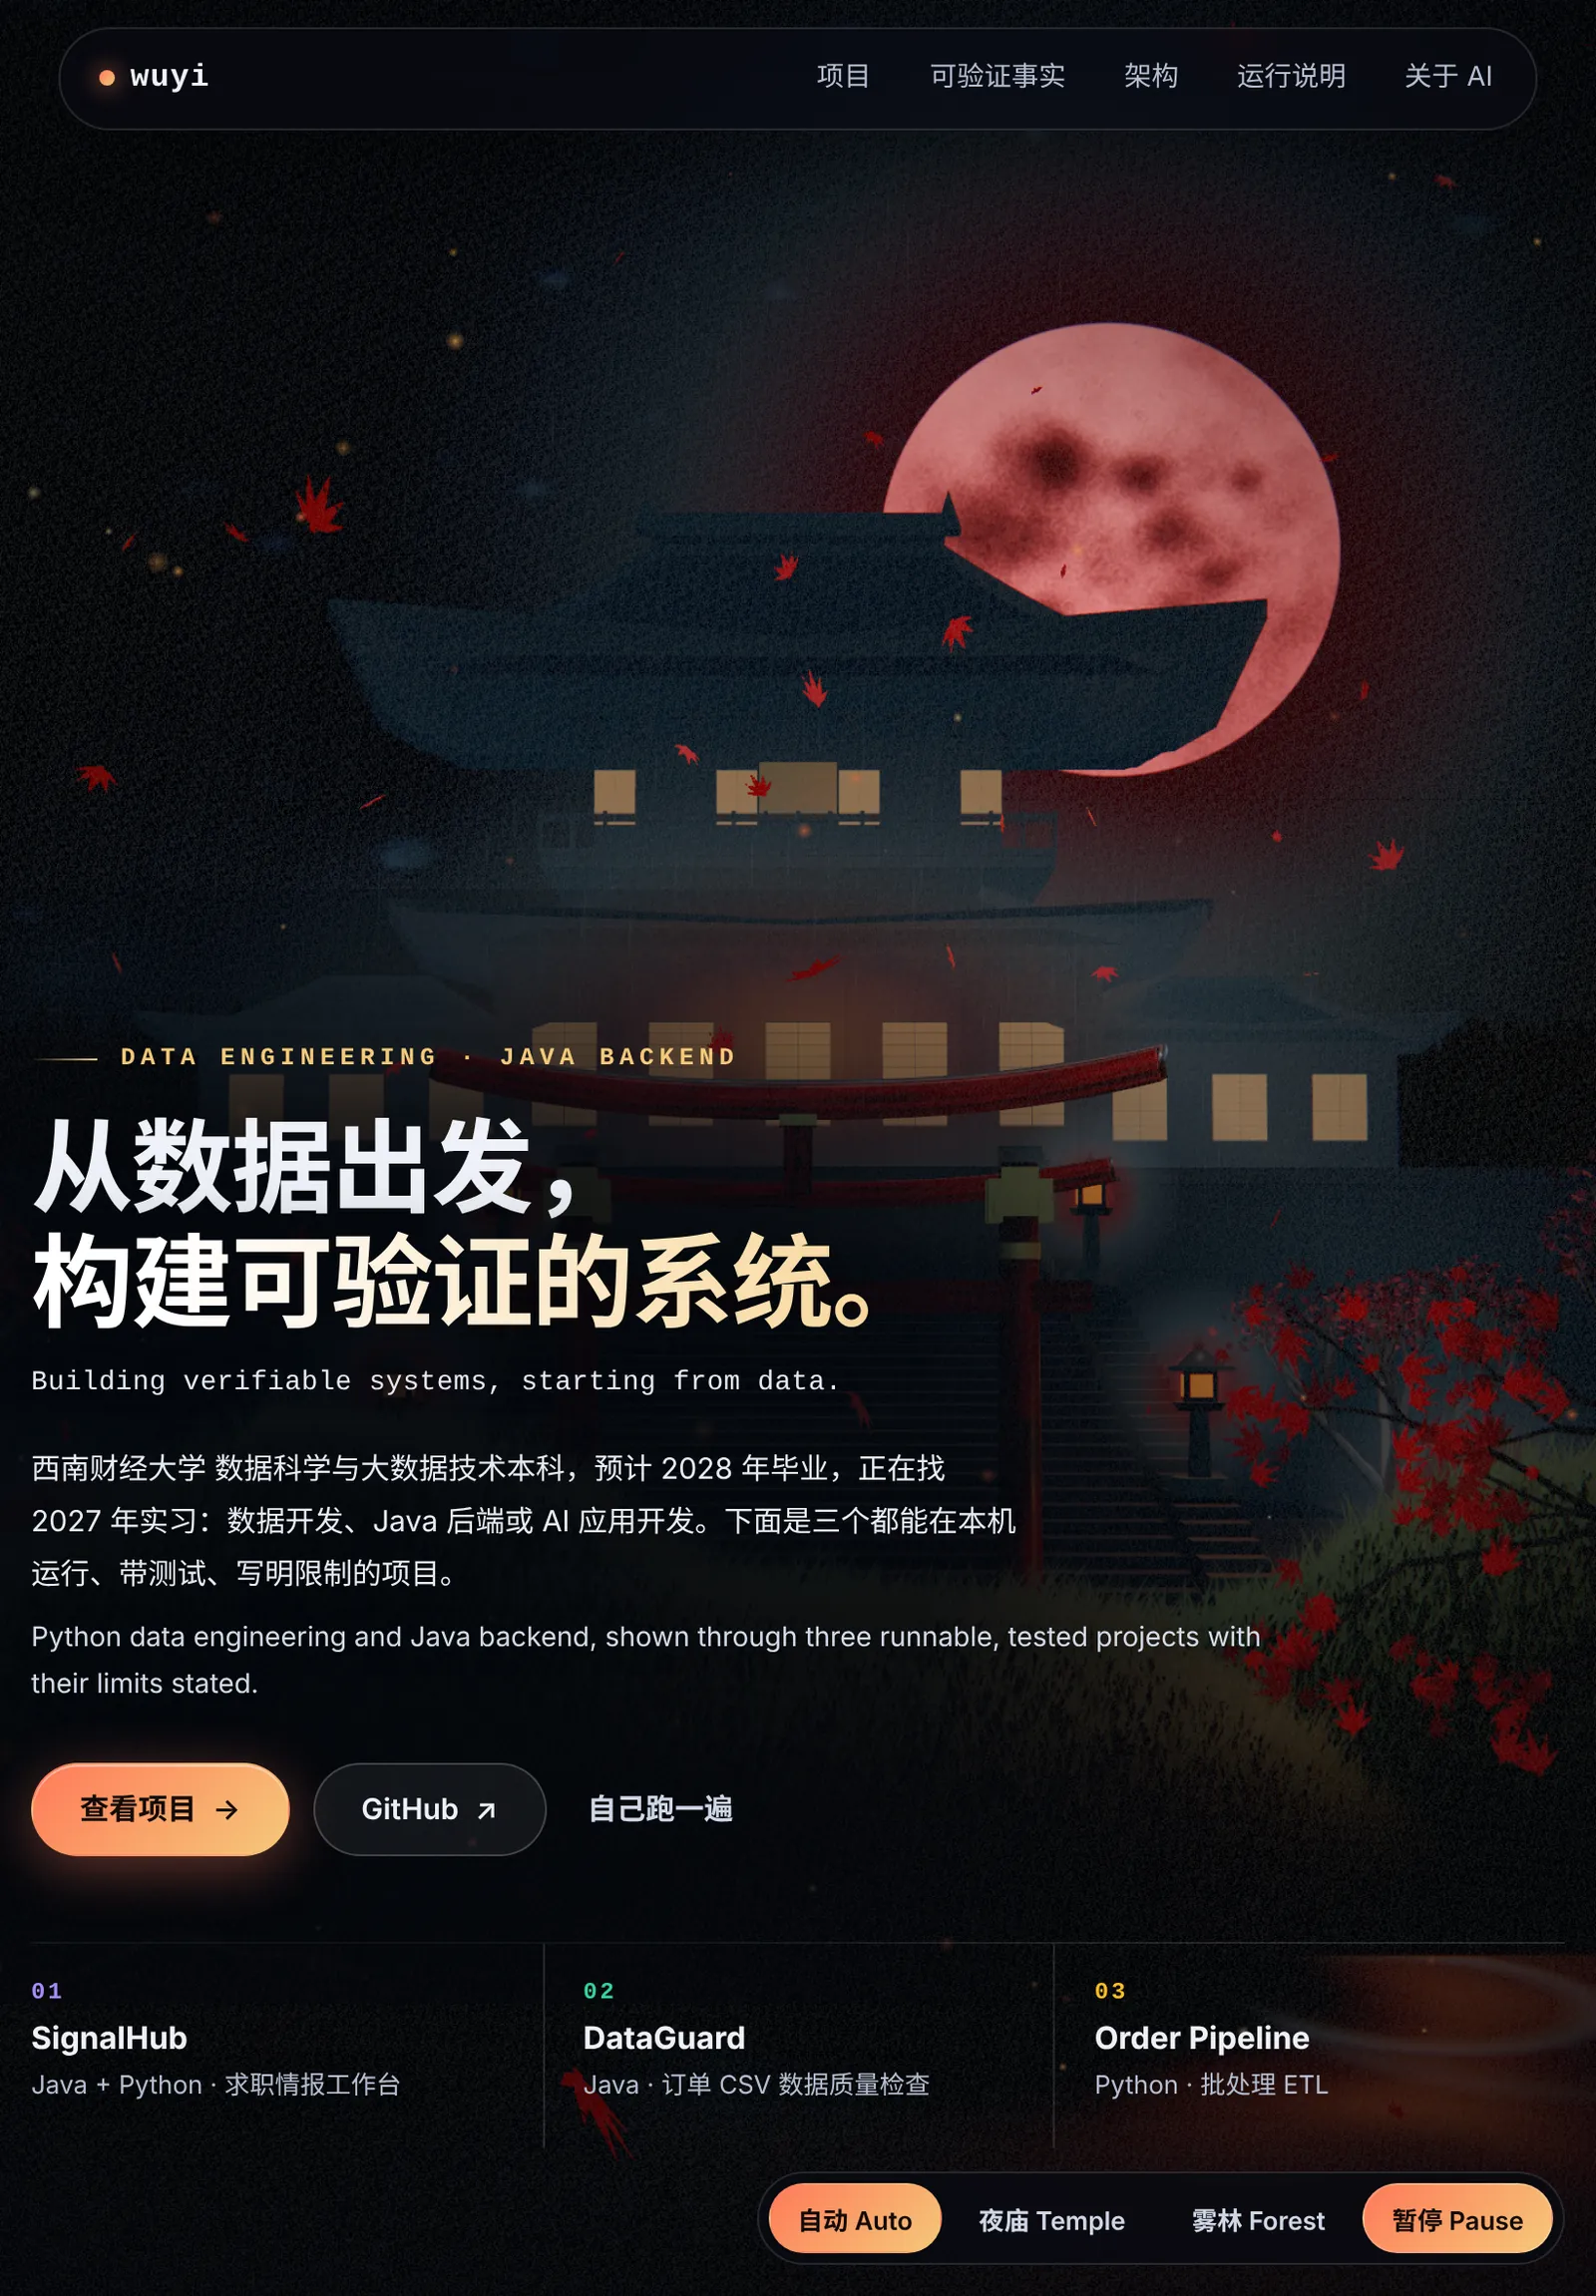 wuyi
项目 可验证事实 架构 运行说明 关于 AI
DATA ENGINEERING · JAVA BACKEND
从数据出发，
构建可验证的系统。
Building verifiable systems, starting from data.
西南财经大学 数据科学与大数据技术本科，预计 2028 年毕业，正在找
2027 年实习：数据开发、Java 后端或 AI 应用开发。下面是三个都能在本机
运行、带测试、写明限制的项目。
Python data engineering and Java backend, shown through three runnable, tested projects with
their limits stated.
查看项目 →
GitHub ↗
自己跑一遍
01
SignalHub
Java + Python · 求职情报工作台
02
DataGuard
Java · 订单 CSV 数据质量检查
03
Order Pipeline
Python · 批处理 ETL
自动 Auto 夜庙 Temple 雾林 Forest 暂停 Pause